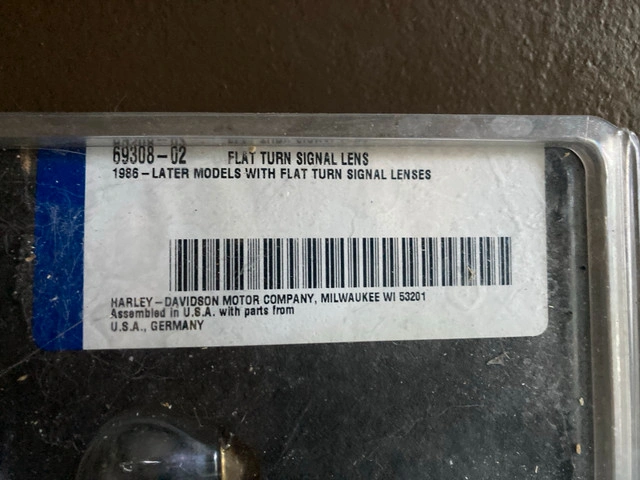 69308-02 FLAT TURN SIGNAL LENS
1986-LATER MODELS WITH FLAT TURN SIGNAL LENSES
HARLEY-DAVIDSON MOTOR COMPANY, MILWAUKEE WI 53201
Assembled in U.S.A. with parts from
U.S.A., GERMANY